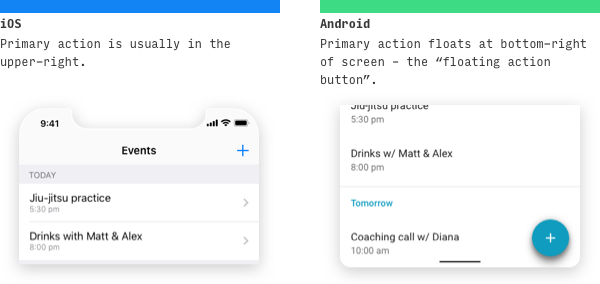 iOS
Primary action is usually in the
upper-right.
9:41
Events
+
TODAY
Jiu-jitsu practice
5:30 pm
Drinks with Matt & Alex
8:00 pm
Android
Primary action floats at bottom-right
of screen – the “floating action
button”.
Jiu-jitsu practice
5:30 pm
Drinks w/ Matt & Alex
8:00 pm
Tomorrow
Coaching call w/ Diana
10:00 am
+